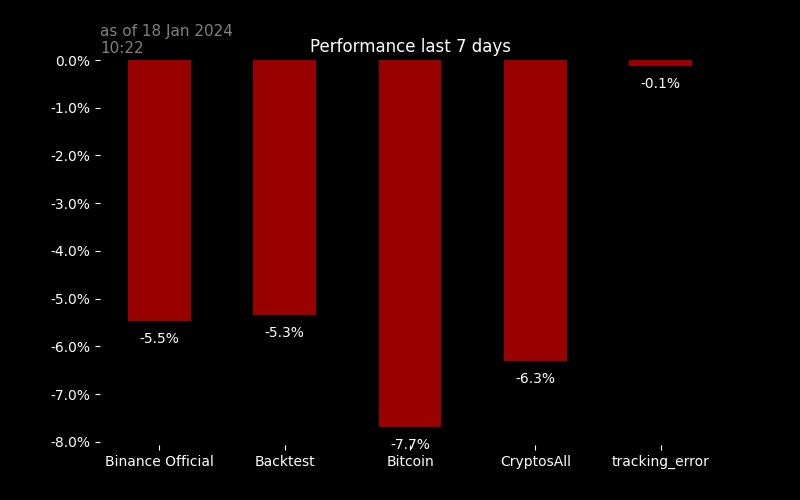 as of 18 Jan 2024
10:22
Performance last 7 days
0.0%
-1.0%
-2.0%
-3.0%
-4.0%
-5.0%
-6.0%
-7.0%
-8.0%
-5.5%
-5.3%
-7.7%
-6.3%
-0.1%
Binance Official
Backtest
Bitcoin
CryptosAll
tracking_error